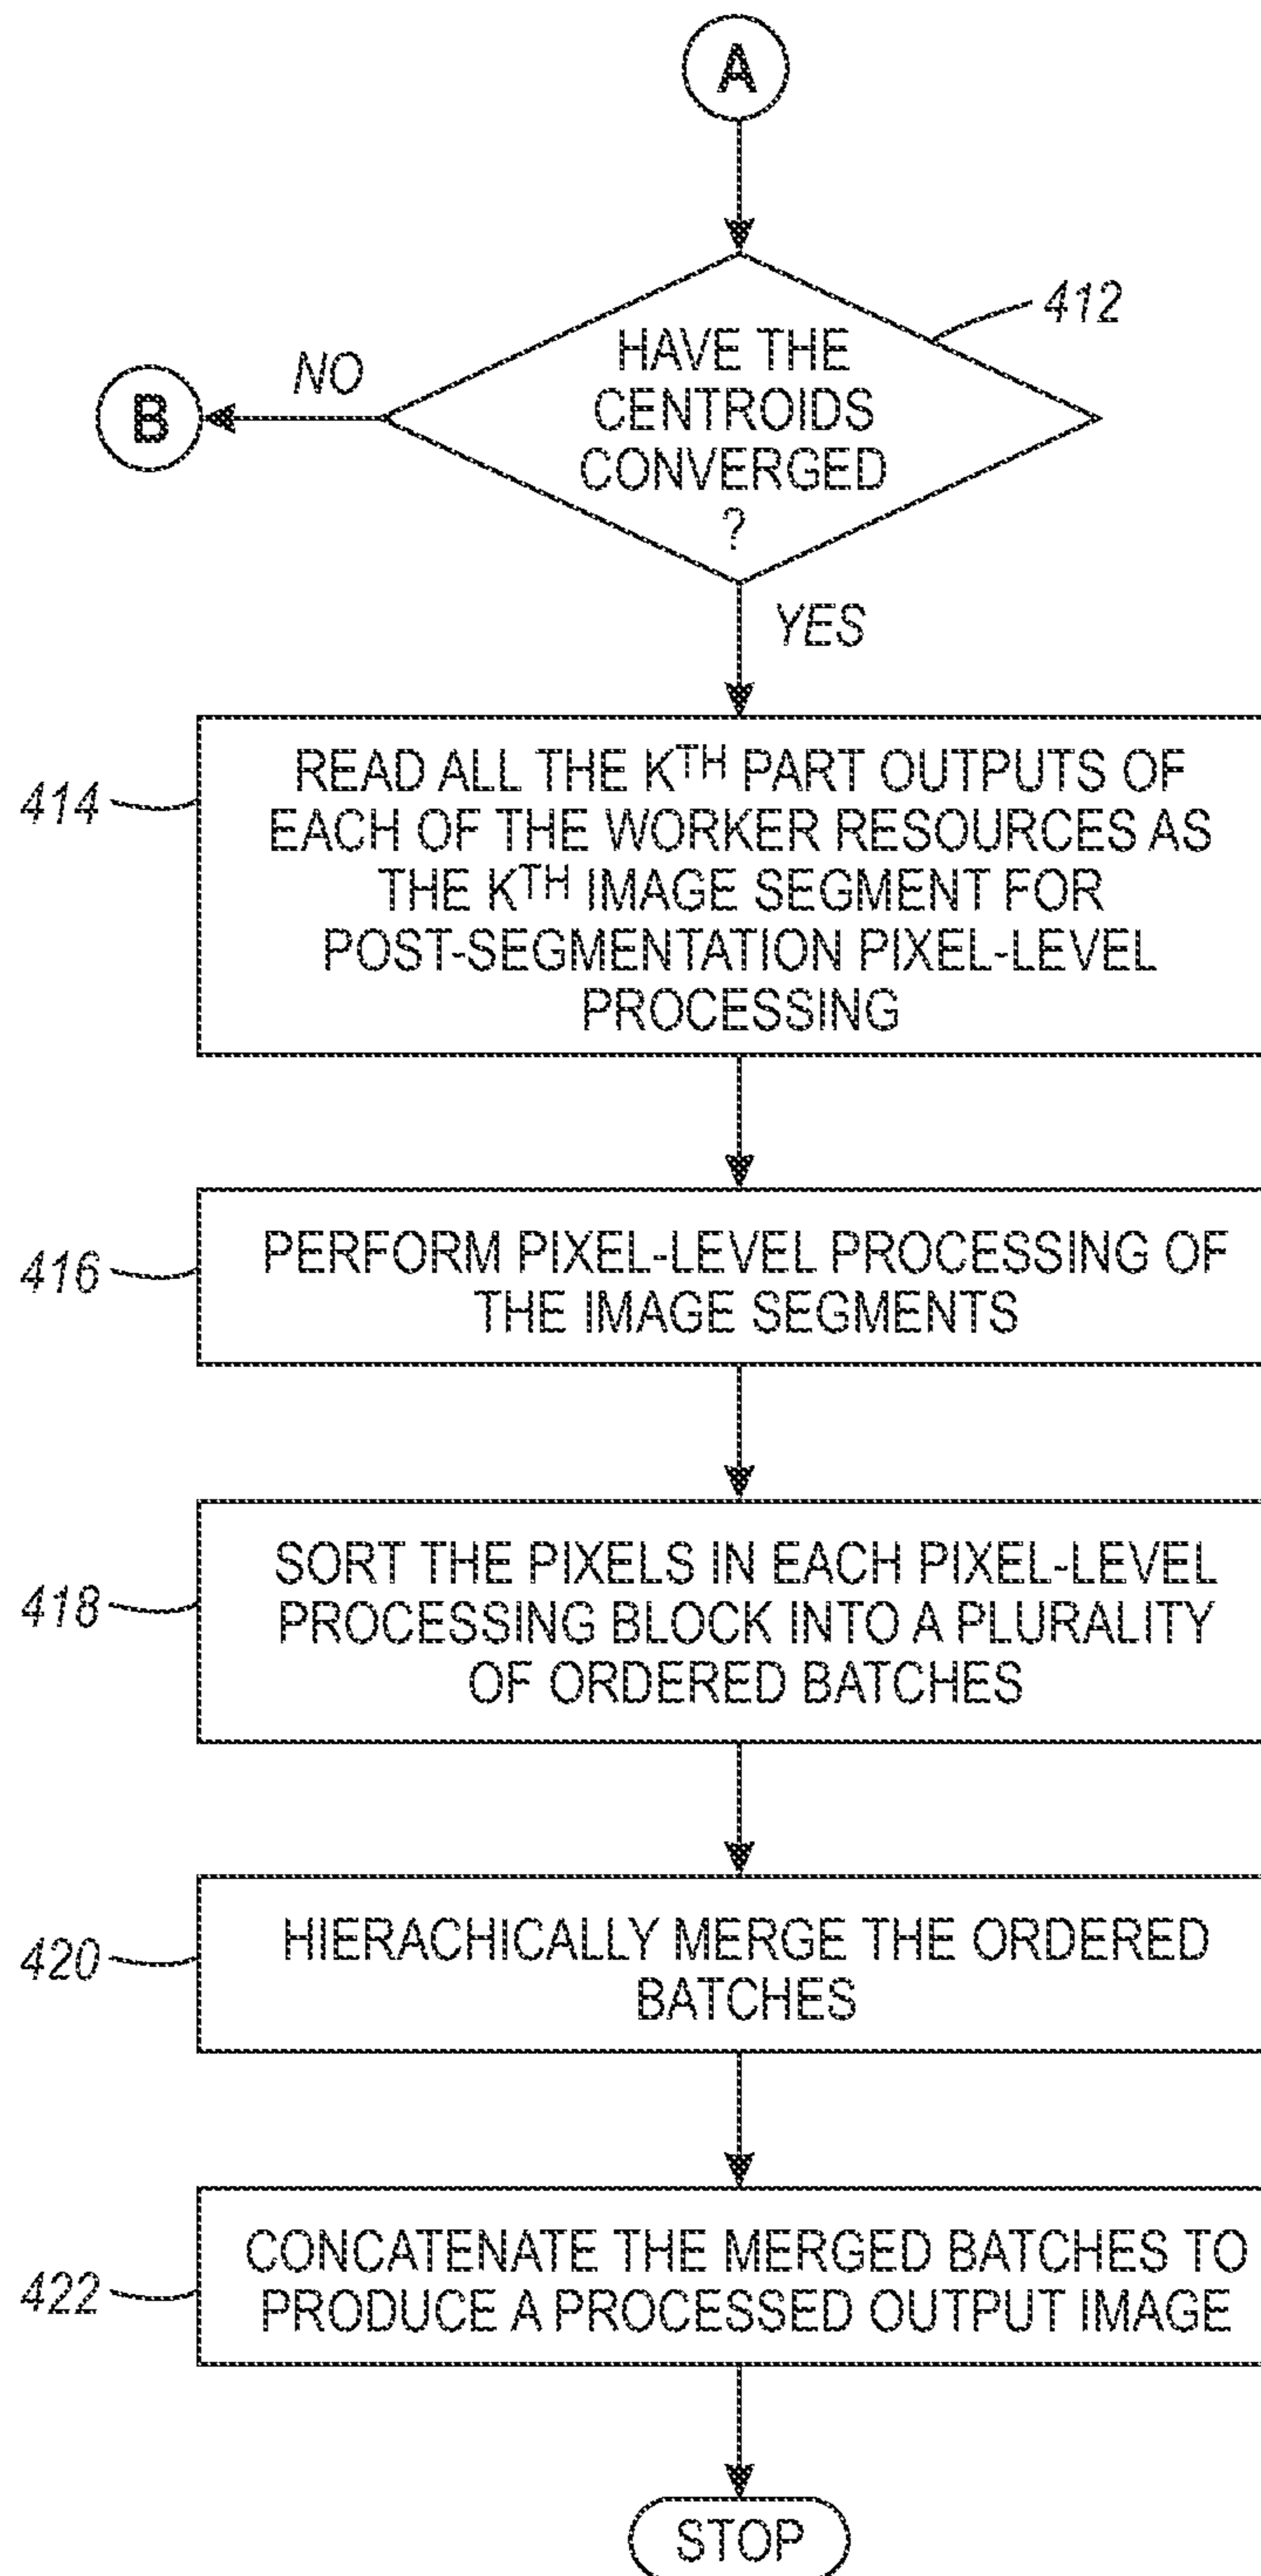 A
HAVE THE
CENTROIDS
CONVERGED
?
412
NO
B
YES
414
READ ALL THE KTH PART OUTPUTS OF
EACH OF THE WORKER RESOURCES AS
THE KTH IMAGE SEGMENT FOR
POST-SEGMENTATION PIXEL-LEVEL
PROCESSING
416
PERFORM PIXEL-LEVEL PROCESSING OF
THE IMAGE SEGMENTS
418
SORT THE PIXELS IN EACH PIXEL-LEVEL
PROCESSING BLOCK INTO A PLURALITY
OF ORDERED BATCHES
420
HIERACHICALLY MERGE THE ORDERED
BATCHES
422
CONCATENATE THE MERGED BATCHES TO
PRODUCE A PROCESSED OUTPUT IMAGE
STOP